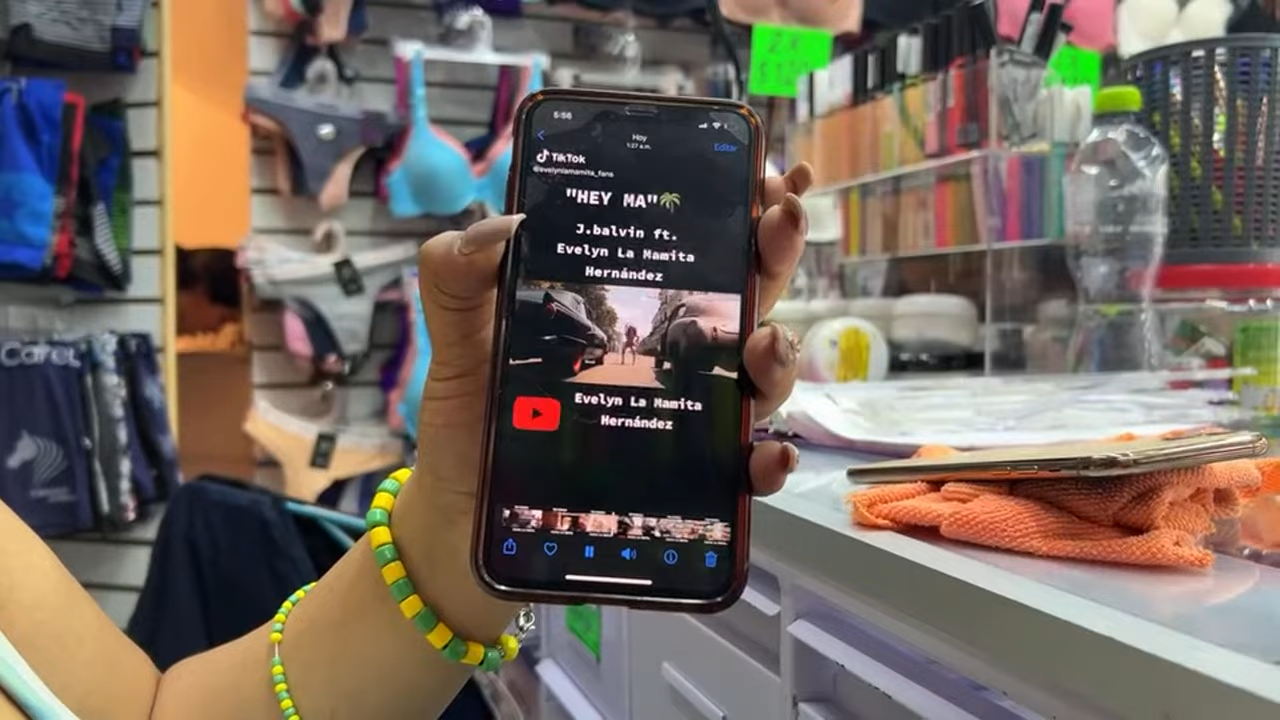 2X
5:56
Hoy
1:27 a.m.
Editar
TikTok
@evelynlamamita_fans
"HEY MA"🌴
J.balvin ft.
Evelyn La Mamita
Hernández
Evelyn La Mamita
Hernández